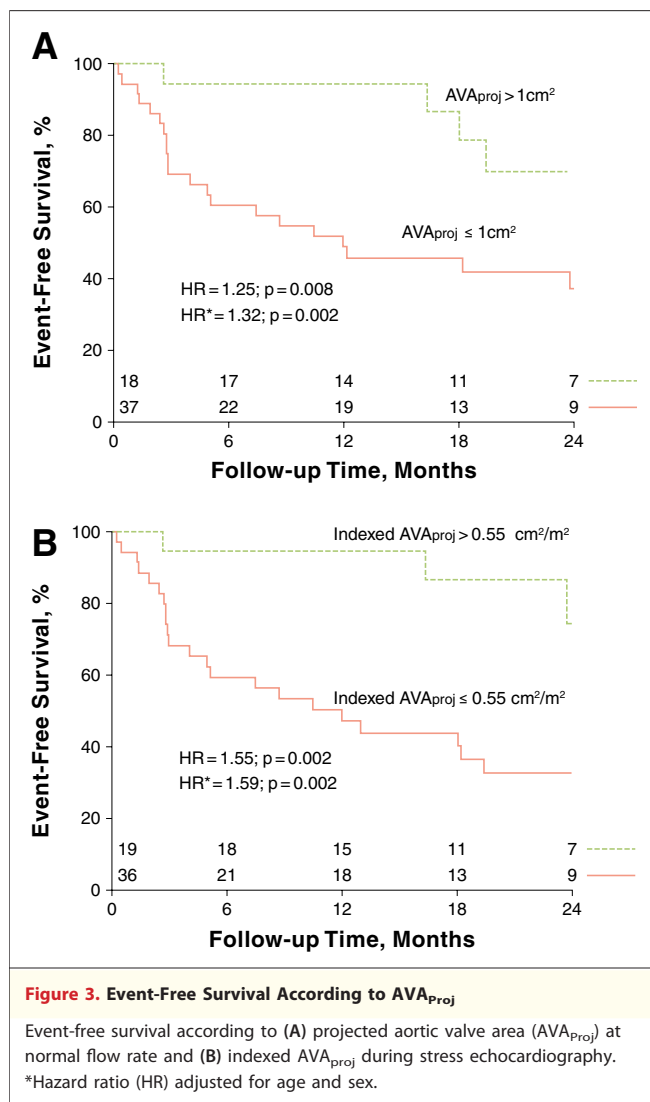 A
100
80
60
40
20
0
Event-Free Survival, %
AVAproj > 1cm²
AVAproj ≤ 1cm²
HR = 1.25; p = 0.008
HR* = 1.32; p = 0.002
18 17 14 11 7
37 22 19 13 9
0 6 12 18 24
Follow-up Time, Months
B
100
80
60
40
20
0
Event-Free Survival, %
Indexed AVAproj > 0.55 cm²/m²
Indexed AVAproj ≤ 0.55 cm²/m²
HR = 1.55; p = 0.002
HR* = 1.59; p = 0.002
19 18 15 11 7
36 21 18 13 9
0 6 12 18 24
Follow-up Time, Months
Figure 3. Event-Free Survival According to AVAProj
Event-free survival according to (A) projected aortic valve area (AVAProj) at
normal flow rate and (B) indexed AVAproj during stress echocardiography.
*Hazard ratio (HR) adjusted for age and sex.